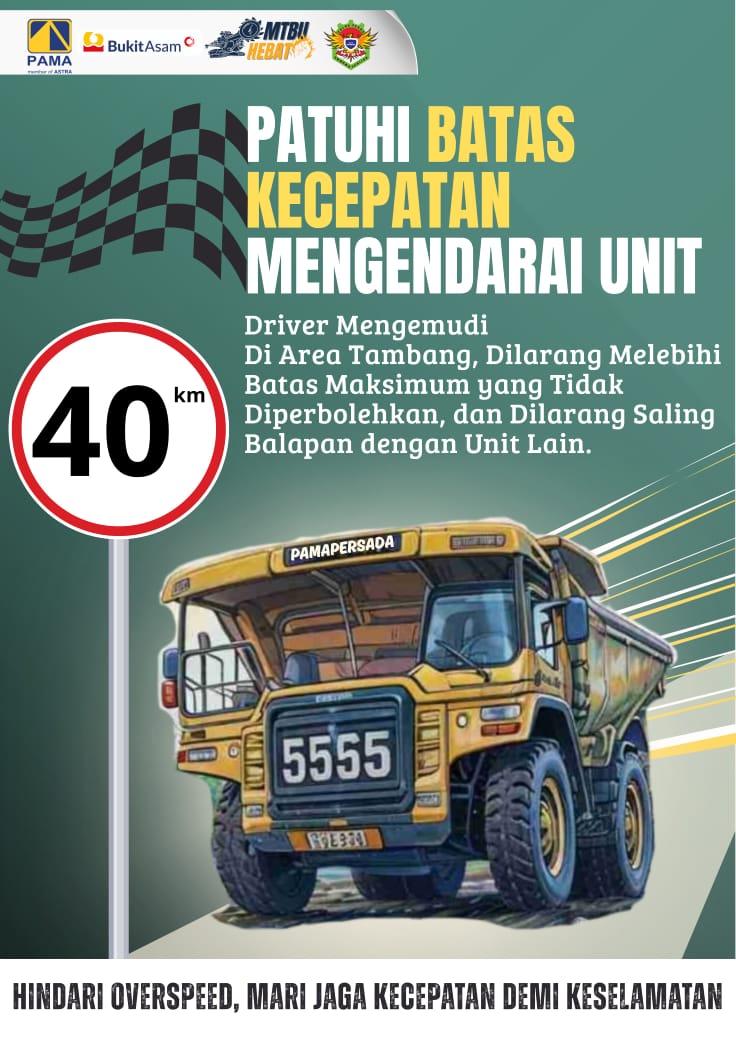 PAMA
member of ASTRA
BukitAsam
MTBU
HEBAT
PATUHI BATAS
KECEPATAN
MENGENDARAI UNIT
Driver Mengemudi
Di Area Tambang, Dilarang Melebihi
Batas Maksimum yang Tidak
Diperbolehkan, dan Dilarang Saling
Balapan dengan Unit Lain.
40 km
PAMAPERSADA
5555
HINDARI OVERSPEED, MARI JAGA KECEPATAN DEMI KESELAMATAN